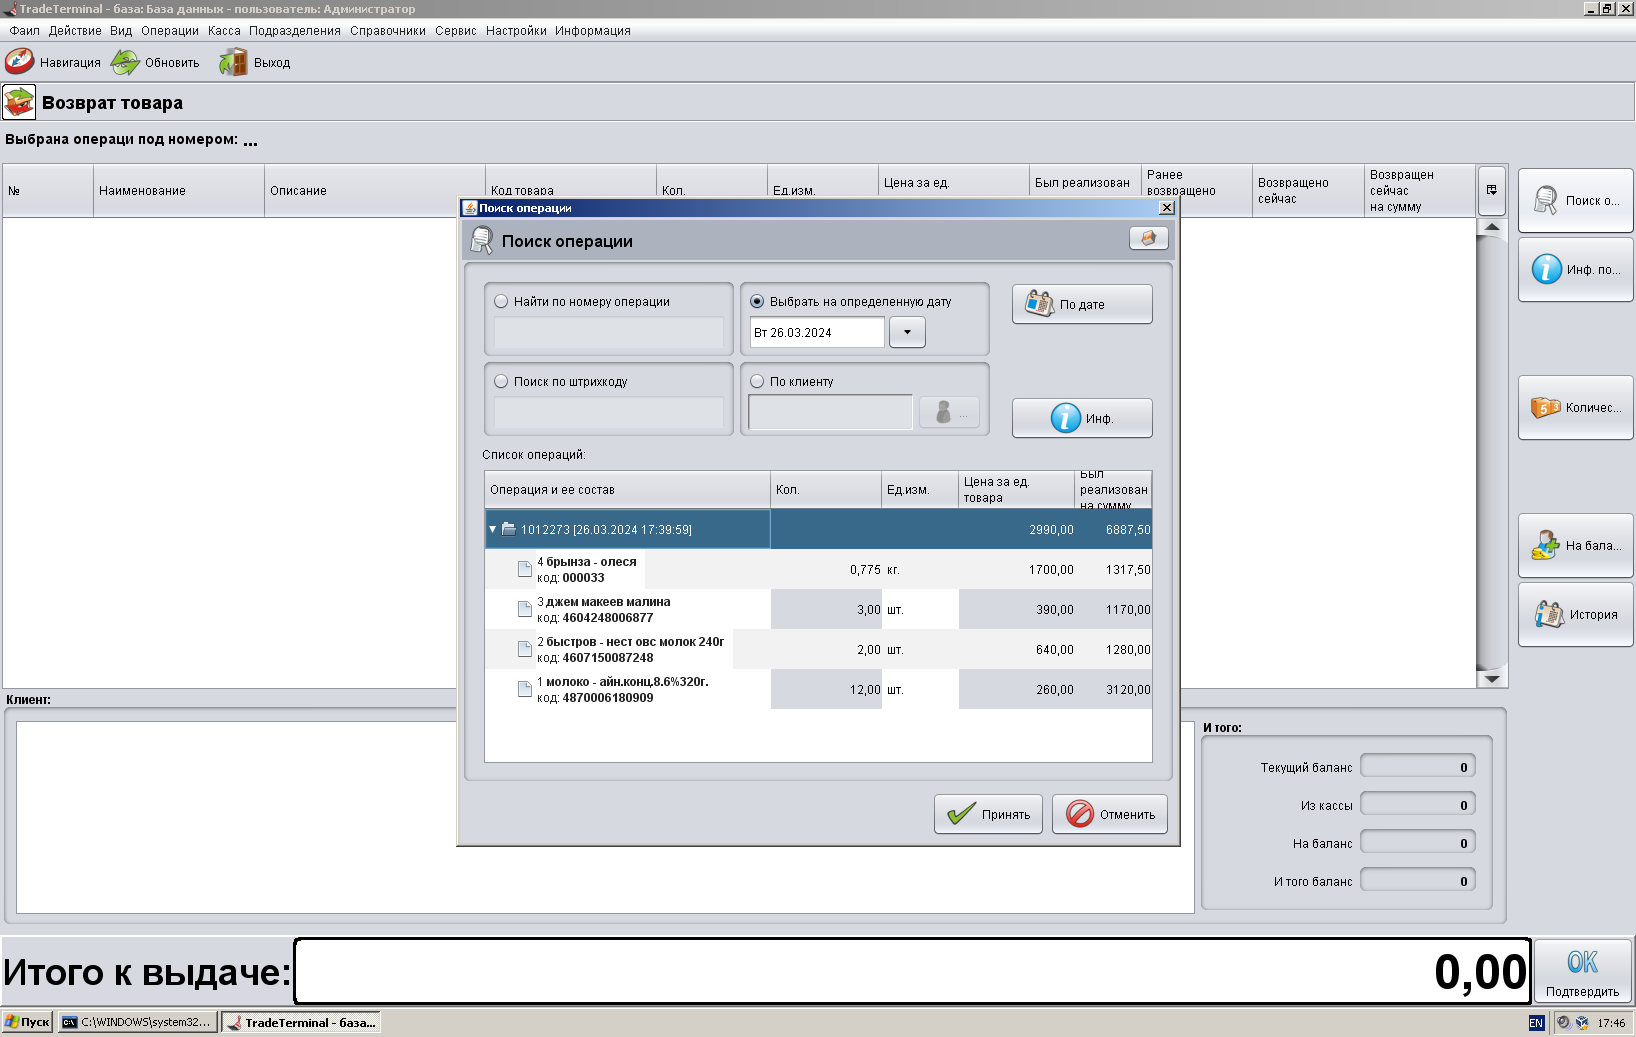 TradeTerminal - база: База данных - пользователь: Администратор
Файл Действие Вид Операции Касса Подразделения Справочники Сервис Настройки Информация
Навигация Обновить Выход
Возврат товара
Выбрана операци под номером: ...
№ Наименование Описание Код товара Кол. Ед.изм. Цена за ед. Был реализован Ранее возвращено Возвращено сейчас Возвращен сейчас на сумму
Поиск о...
Инф. по...
Количес...
На бала...
История
Поиск операции
Поиск операции
Найти по номеру операции
Выбрать на определенную дату
Вт 26.03.2024
По дате
Поиск по штрихкоду
По клиенту
...
Инф.
Список операций:
Операция и ее состав Кол. Ед.изм. Цена за ед. товара Был реализован на сумму
1012273 [26.03.2024 17:39:59] 2990,00 6887,50
4 брынза - олеся
код: 000033 0,775 кг. 1700,00 1317,50
3 джем макеев малина
код: 4604248006877 3,00 шт. 390,00 1170,00
2 быстров - нест овс молок 240г
код: 4607150087248 2,00 шт. 640,00 1280,00
1 молоко - айн.конц.8.6%320г.
код: 4870006180909 12,00 шт. 260,00 3120,00
Принять Отменить
Клиент:
Итого:
Текущий баланс 0
Из кассы 0
На баланс 0
Итого баланс 0
Итого к выдаче: 0,00
OK
Подтвердить
Пуск C:\WINDOWS\system32... TradeTerminal - база... EN 17:46